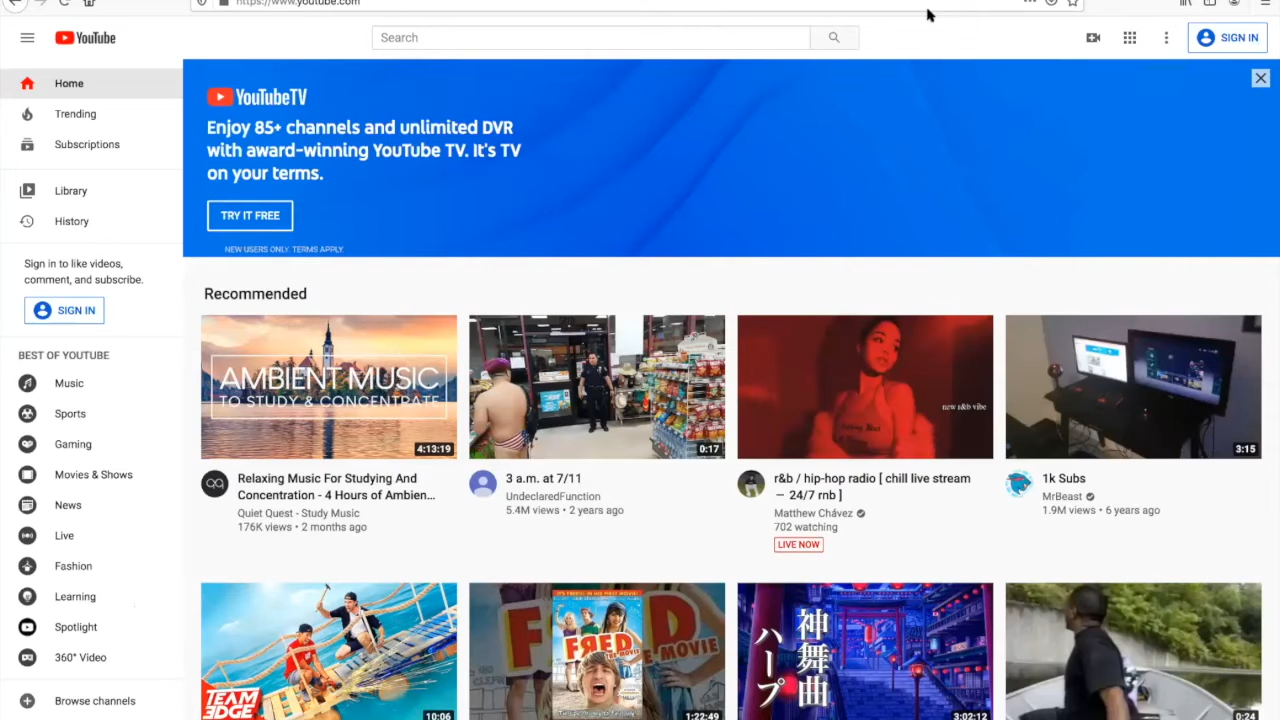 https://www.youtube.com
YouTube
Search
SIGN IN
Home
Trending
Subscriptions
Library
History
Sign in to like videos,
comment, and subscribe.
SIGN IN
BEST OF YOUTUBE
Music
Sports
Gaming
Movies & Shows
News
Live
Fashion
Learning
Spotlight
360° Video
Browse channels
YouTubeTV
Enjoy 85+ channels and unlimited DVR
with award-winning YouTube TV. It's TV
on your terms.
TRY IT FREE
NEW USERS ONLY. TERMS APPLY.
Recommended
AMBIENT MUSIC
TO STUDY & CONCENTRATE
4:13:19
Relaxing Music For Studying And
Concentration - 4 Hours of Ambien...
Quiet Quest - Study Music
176K views • 2 months ago
0:17
3 a.m. at 7/11
UndeclaredFunction
5.4M views • 2 years ago
new r&b vibe
r&b / hip-hop radio [ chill live stream
— 24/7 rnb ]
Matthew Chávez
702 watching
LIVE NOW
3:15
1k Subs
MrBeast
1.9M views • 6 years ago
TEAM
EDGE
10:06
FRED
THE MOVIE
1:22:49
神舞曲
ハープ
3:02:12
0:24